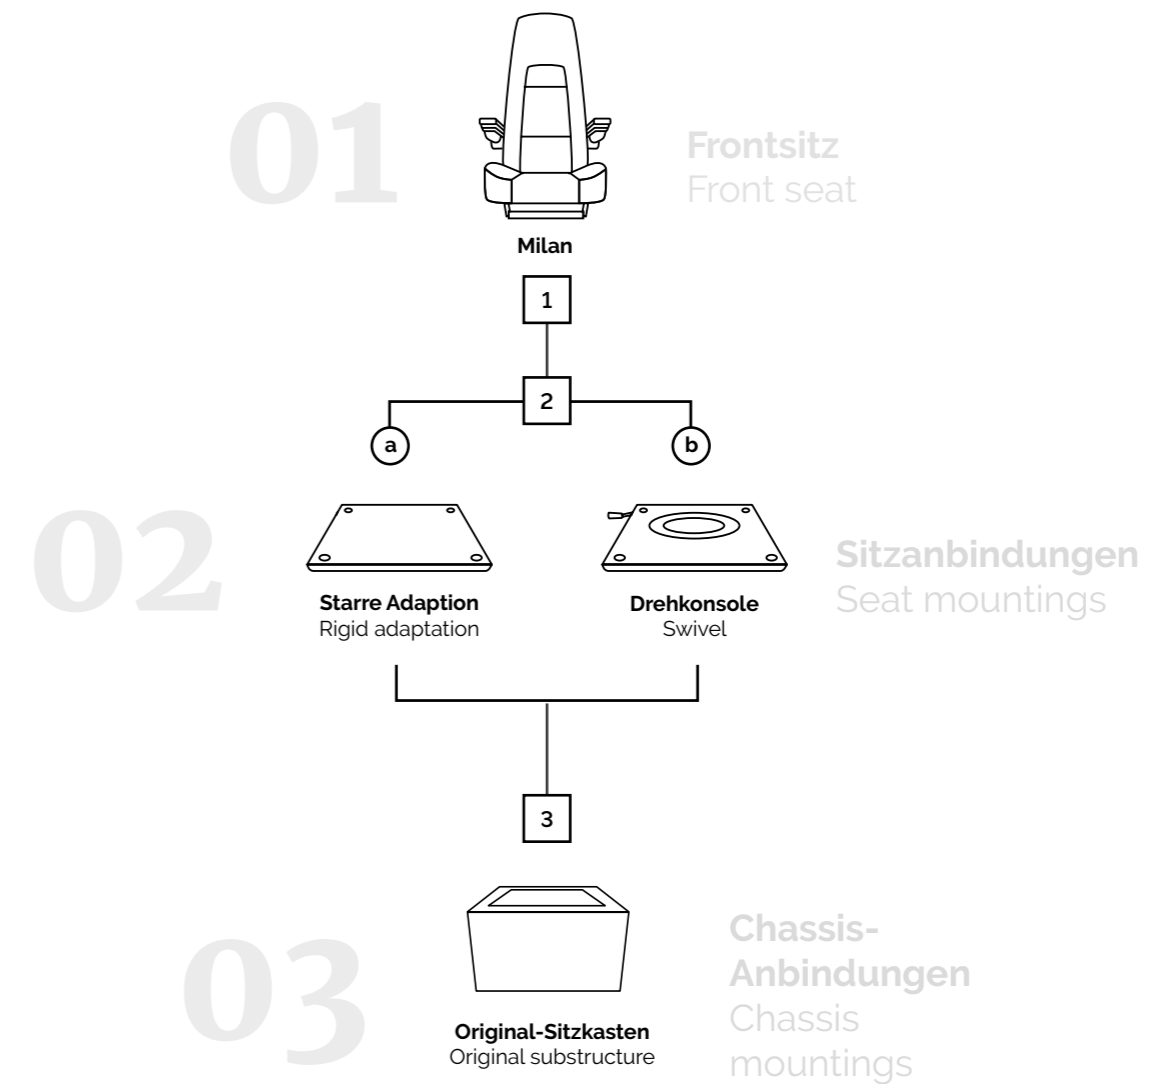 01
Frontsitz
Front seat
Milan
1
2
a
b
02
Starre Adaption
Rigid adaptation
Drehkonsole
Swivel
Sitzanbindungen
Seat mountings
3
03
Chassis-
Anbindungen
Chassis
mountings
Original-Sitzkasten
Original substructure